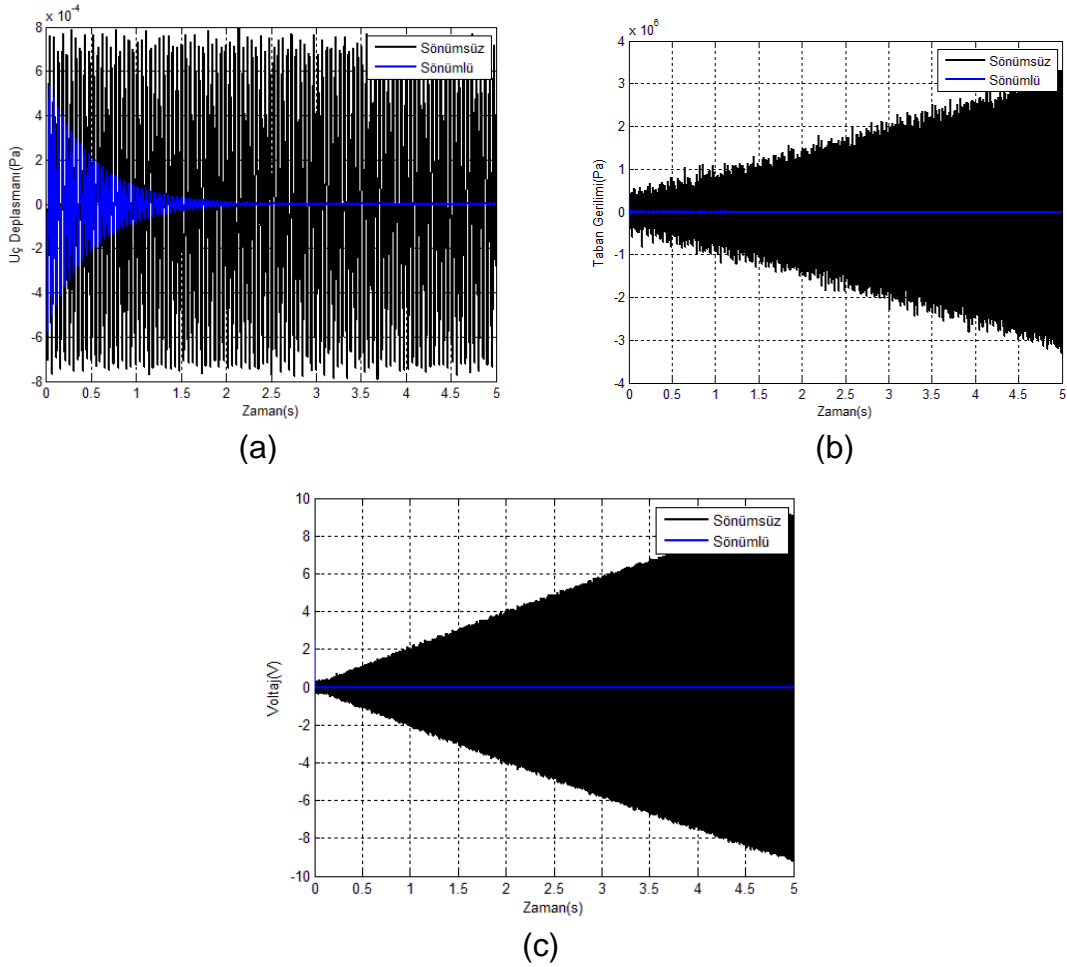 x 10-4
8
6
4
2
0
-2
-4
-6
-8
Uç Deplasmanı(Pa)
0 0.5 1 1.5 2 2.5 3 3.5 4 4.5 5
Zaman(s)
Sönümsüz
Sönümlü
(a)
x 10 6
4
3
2
1
0
-1
-2
-3
-4
Taban Gerilimi(Pa)
0 0.5 1 1.5 2 2.5 3 3.5 4 4.5 5
Zaman(s)
Sönümsüz
Sönümlü
(b)
10
8
6
4
2
0
-2
-4
-6
-8
-10
Voltaj(V)
0 0.5 1 1.5 2 2.5 3 3.5 4 4.5 5
Zaman(s)
Sönümsüz
Sönümlü
(c)